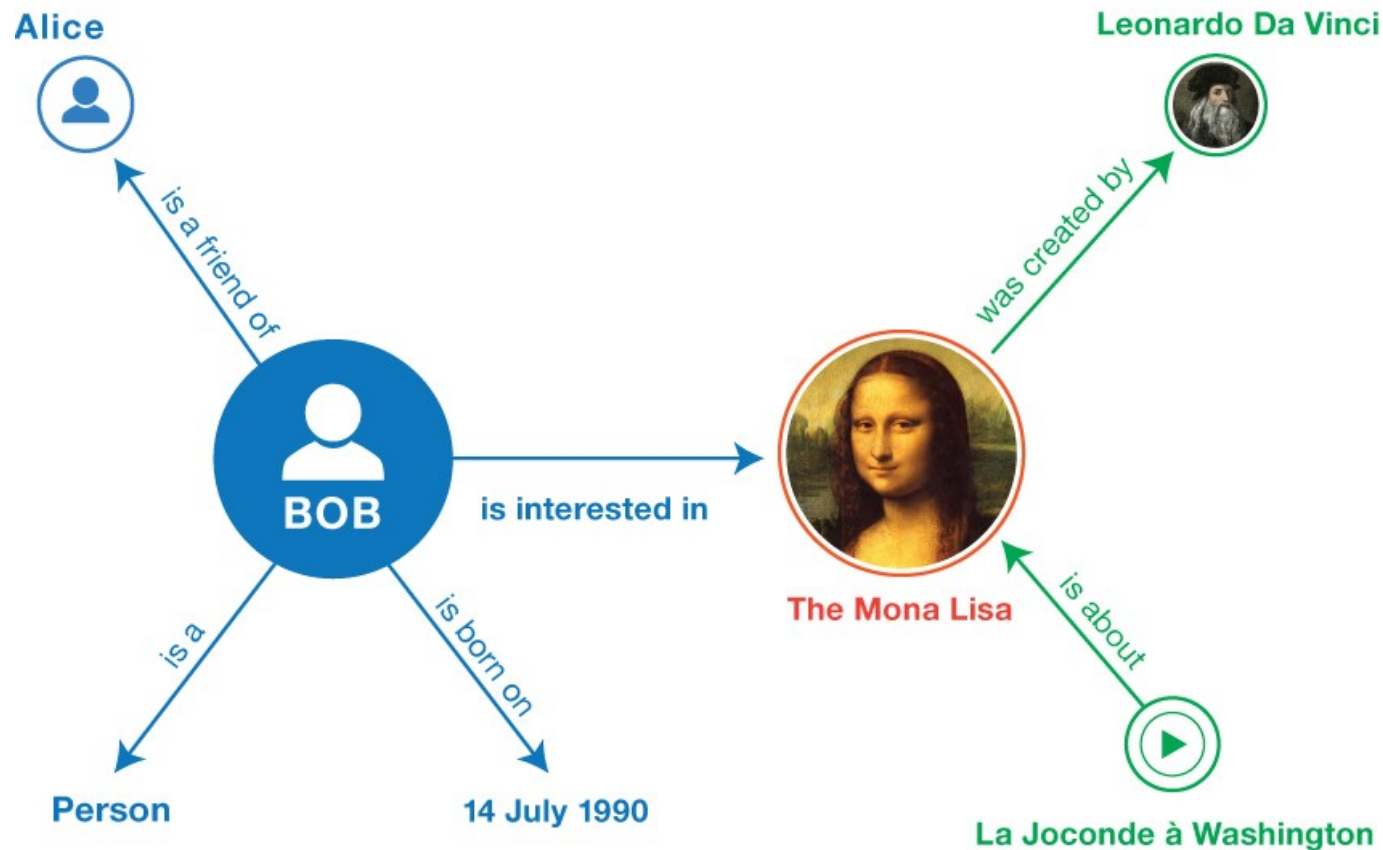 Alice
Leonardo Da Vinci
is a friend of
was created by
BOB
is interested in
The Mona Lisa
is a
is born on
is about
Person
14 July 1990
La Joconde à Washington